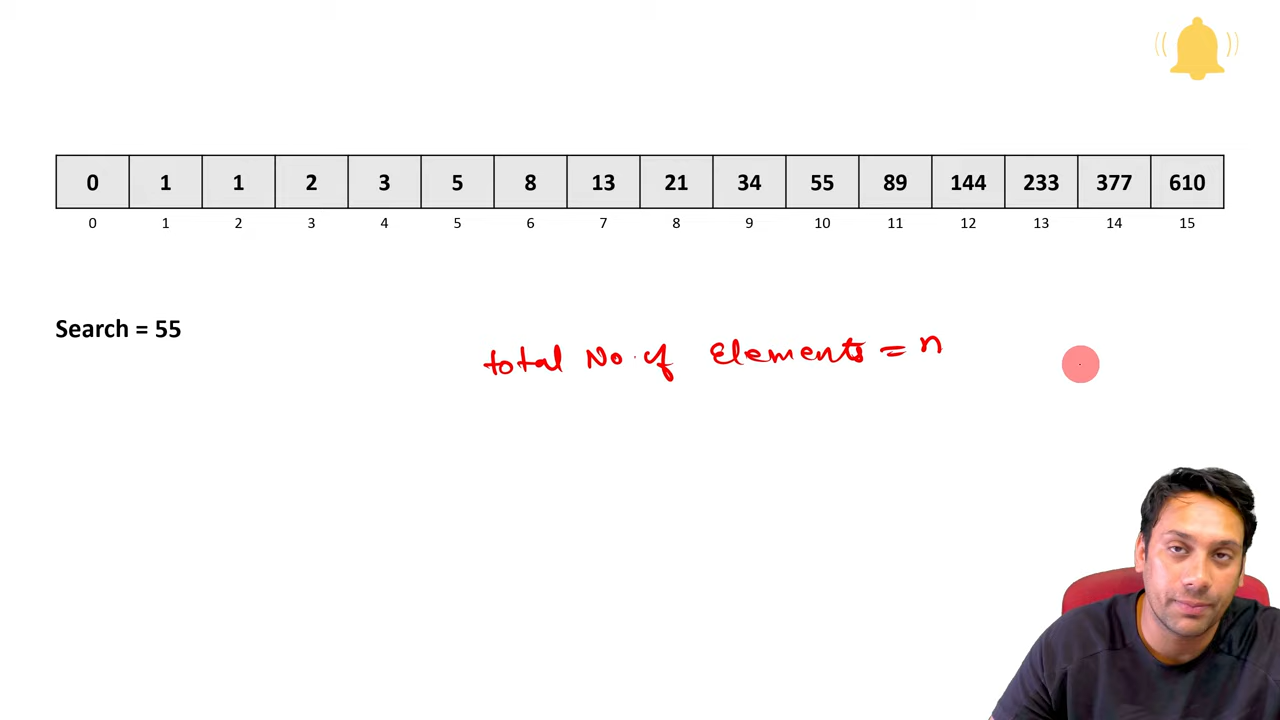 0 1 1 2 3 5 8 13 21 34 55 89 144 233 377 610
0 1 2 3 4 5 6 7 8 9 10 11 12 13 14 15
Search = 55
total No. of Elements = n